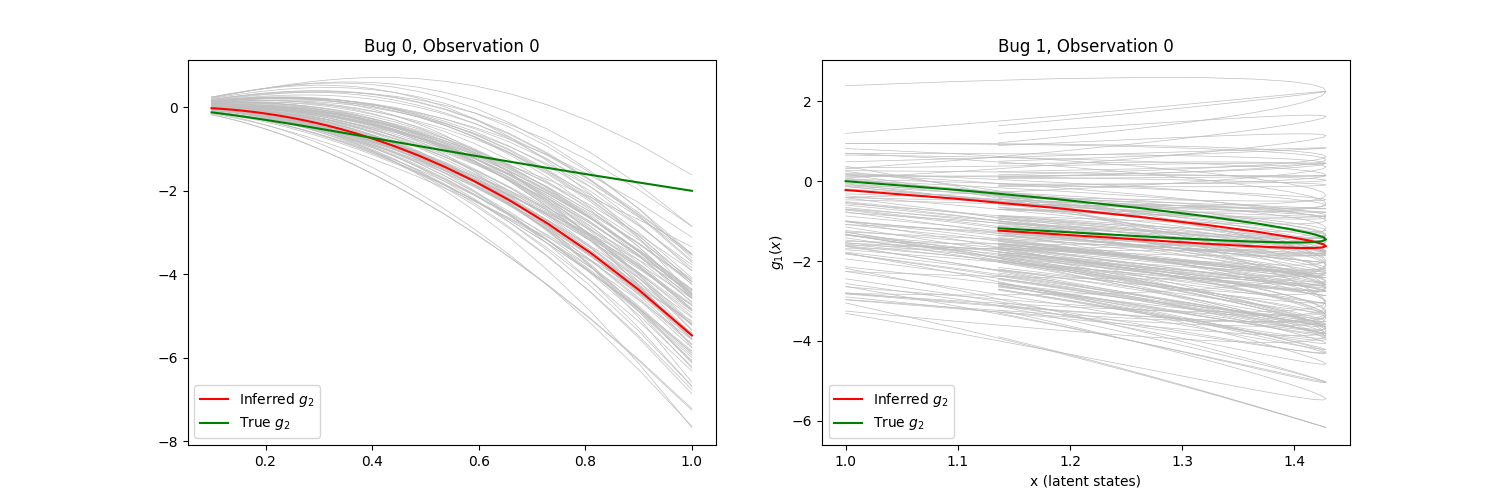 Bug 0, Observation 0
0
−2
−4
−6
−8
0.2 0.4 0.6 0.8 1.0
Inferred g₂
True g₂
Bug 1, Observation 0
g₁(x)
2
0
−2
−4
−6
1.0 1.1 1.2 1.3 1.4
x (latent states)
Inferred g₂
True g₂